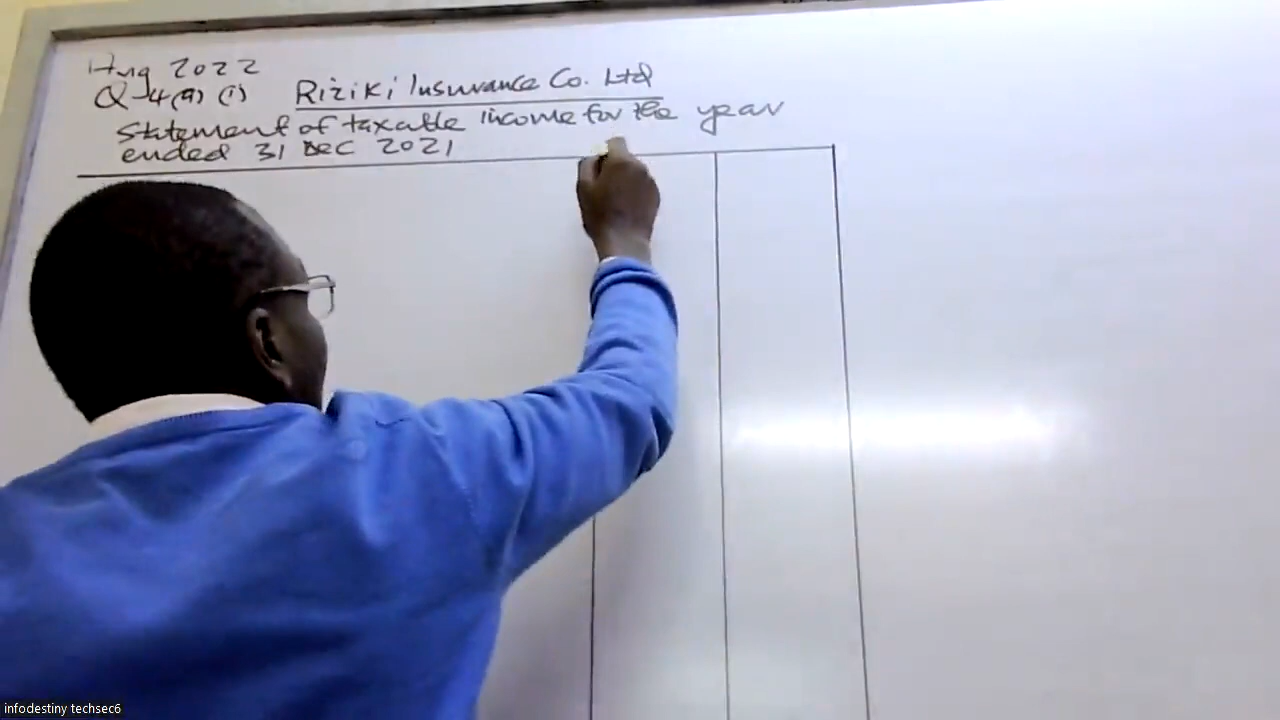 Aug 2022
Q-4(a) (i) Riziki Insurance Co. Ltd
Statement of taxable income for the year
ended 31 Dec 2021
infodestiny techsec6